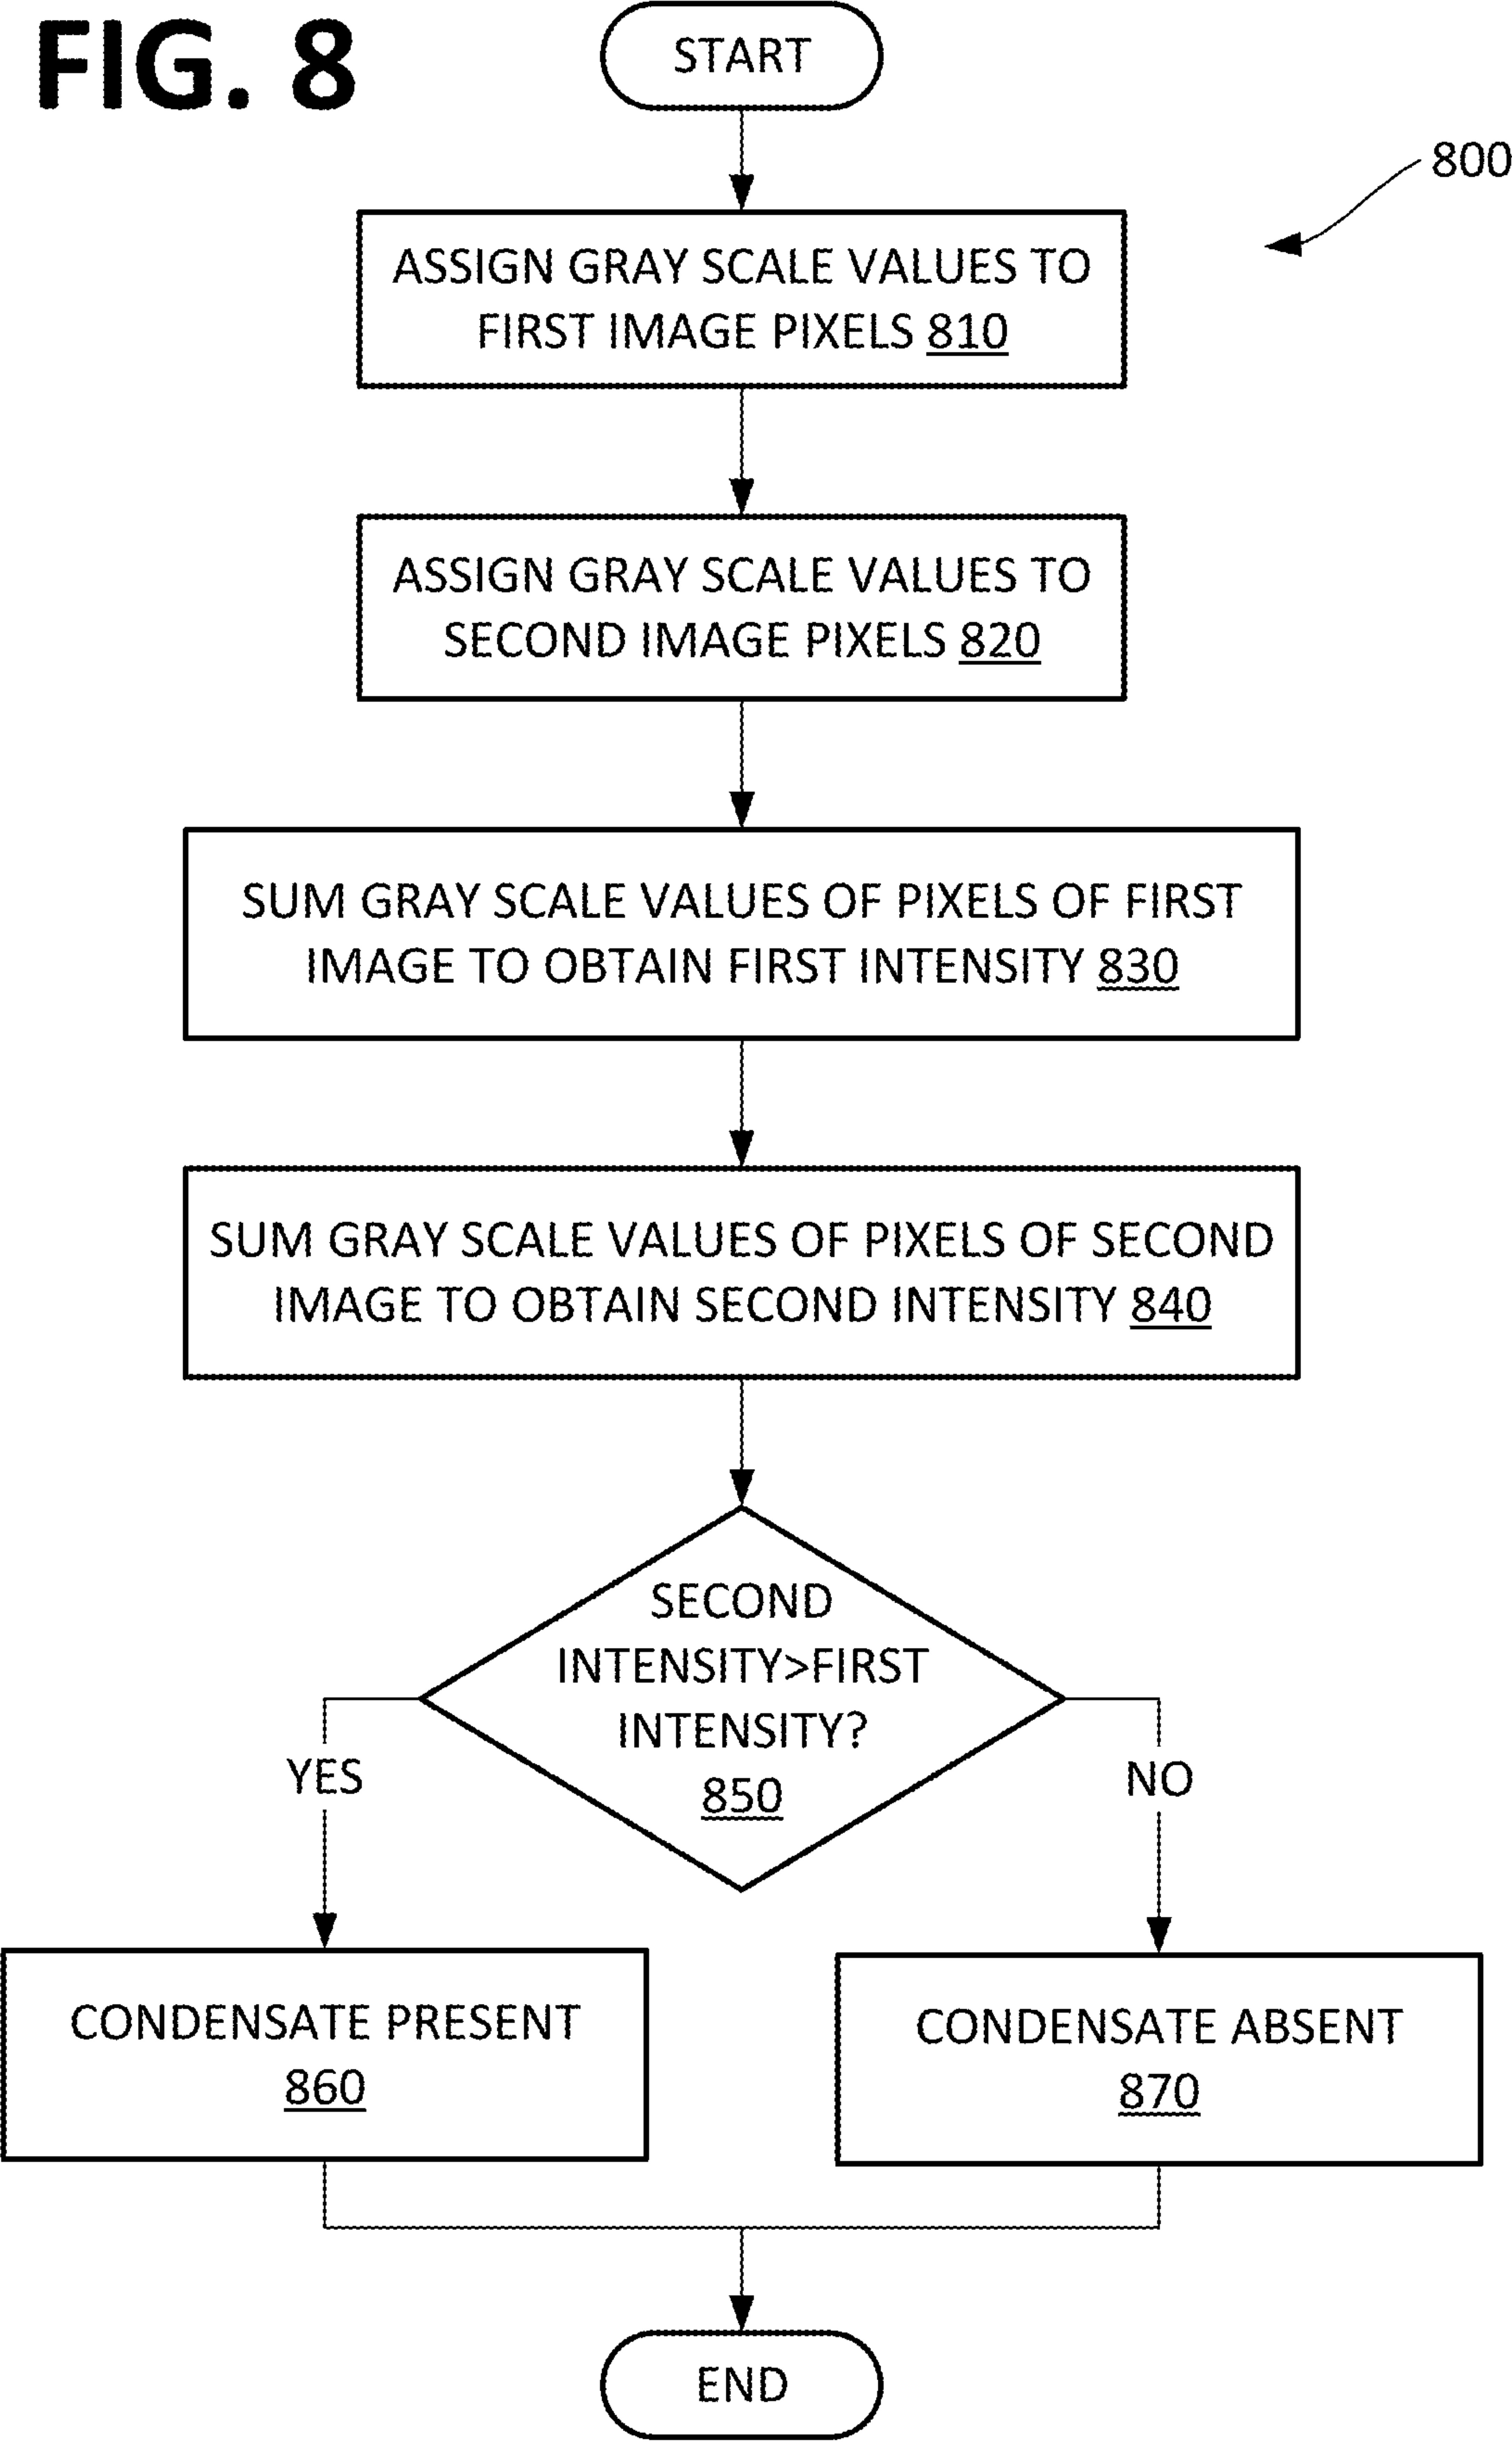 FIG. 8
START
800
ASSIGN GRAY SCALE VALUES TO
FIRST IMAGE PIXELS 810
ASSIGN GRAY SCALE VALUES TO
SECOND IMAGE PIXELS 820
SUM GRAY SCALE VALUES OF PIXELS OF FIRST
IMAGE TO OBTAIN FIRST INTENSITY 830
SUM GRAY SCALE VALUES OF PIXELS OF SECOND
IMAGE TO OBTAIN SECOND INTENSITY 840
SECOND
INTENSITY>FIRST
INTENSITY?
850
YES
NO
CONDENSATE PRESENT
860
CONDENSATE ABSENT
870
END